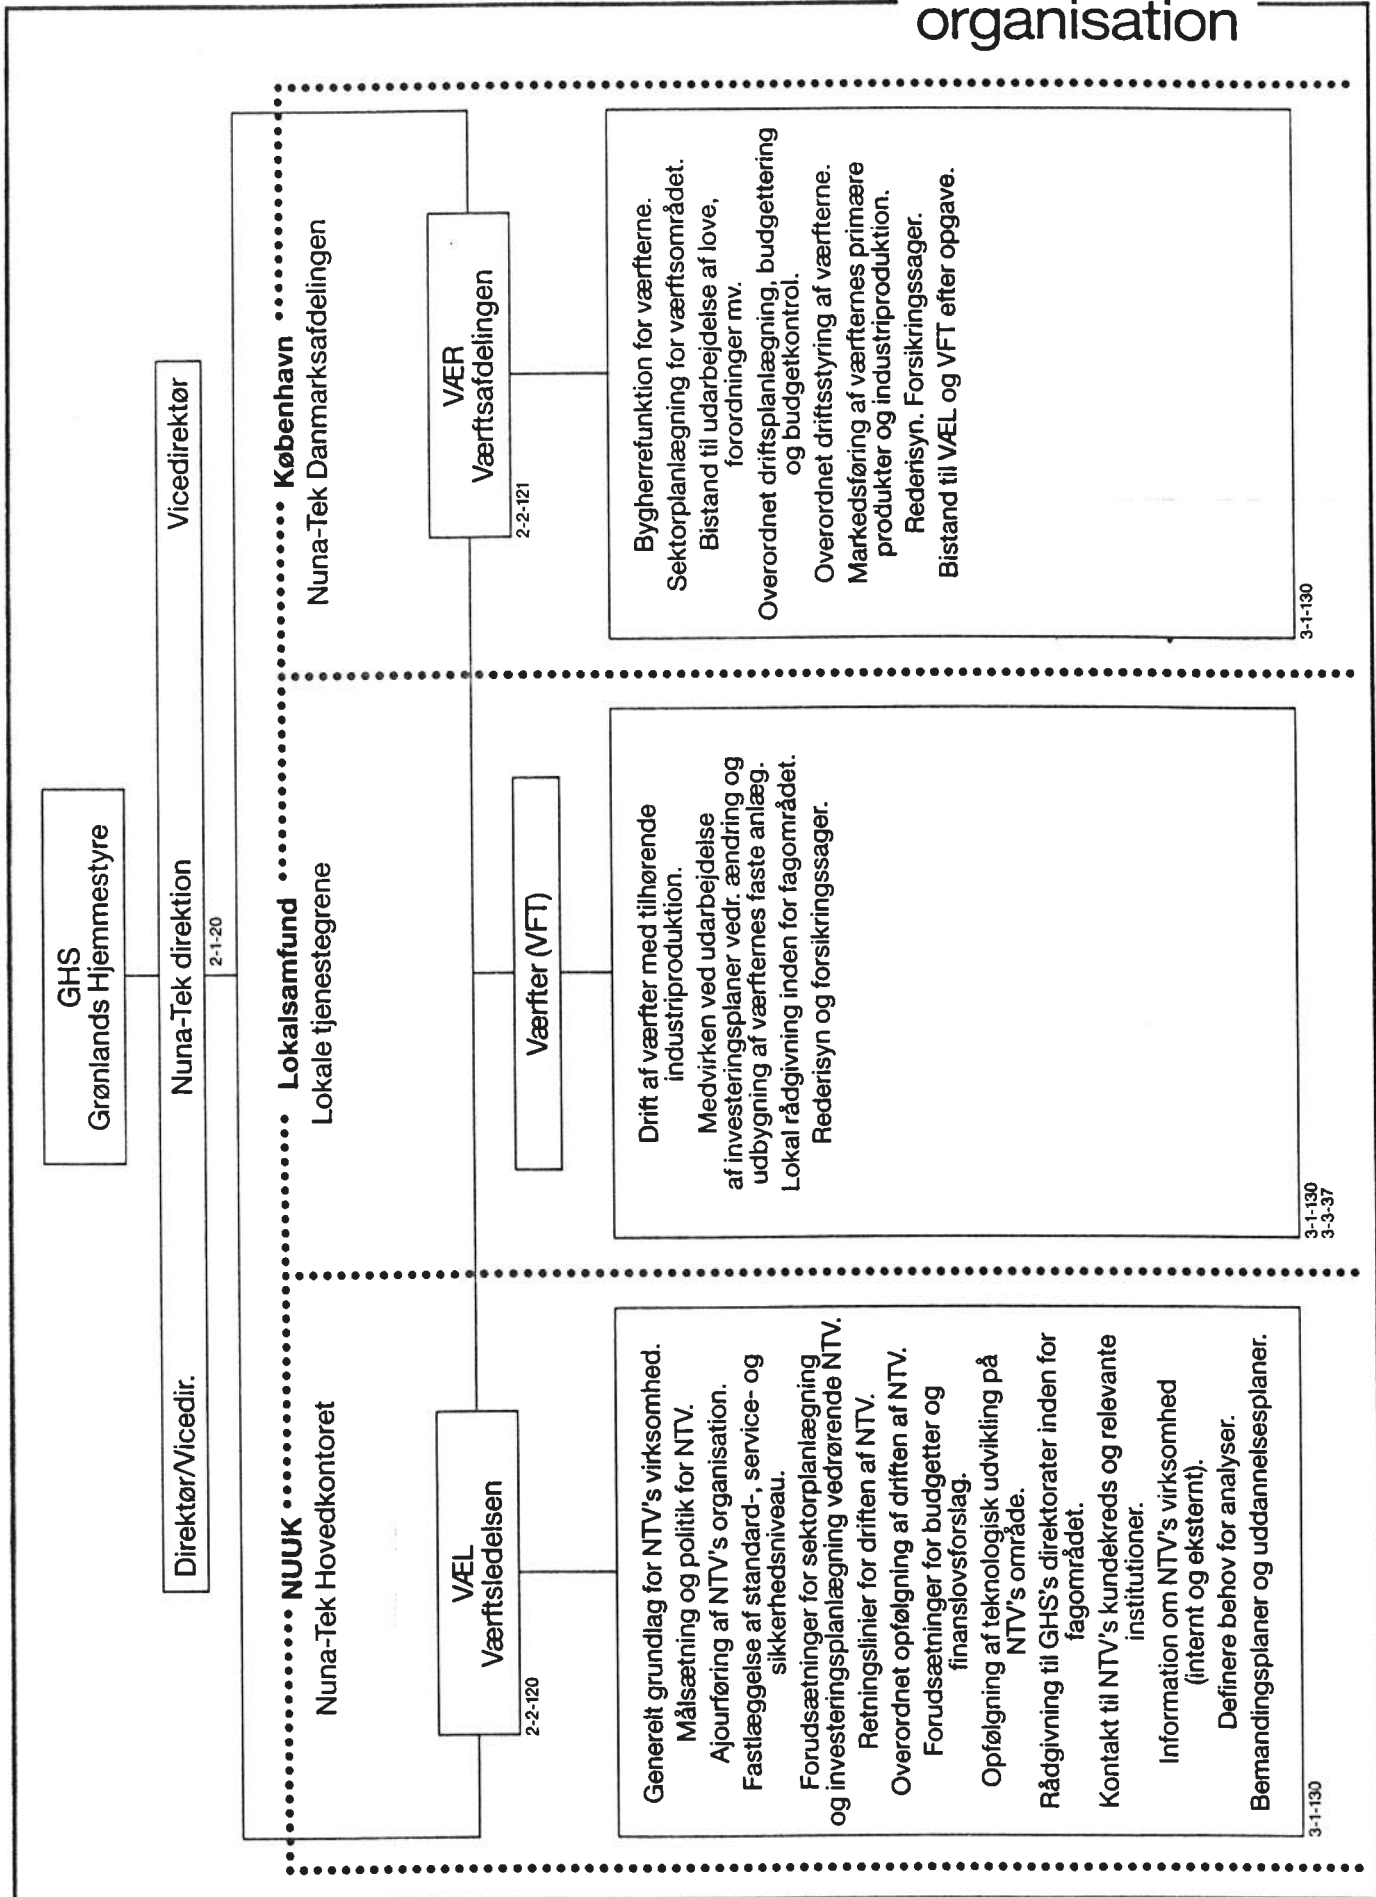 organisation
GHS
Grønlands Hjemmestyre
Direktør/Vicedir.
Nuna-Tek direktion
Vicedirektør
2-1-20
NUUK
Nuna-Tek Hovedkontoret
Lokalsamfund
Lokale tjenestegrene
København
Nuna-Tek Danmarksafdelingen
VÆL
Værftsledelsen
2-2-120
Værfter (VFT)
VÆR
Værftsafdelingen
2-2-121
Generelt grundlag for NTV's virksomhed.
Målsætning og politik for NTV.
Ajourføring af NTV's organisation.
Fastlæggelse af standard-, service- og
sikkerhedsniveau.
Forudsætninger for sektorplanlægning
og investeringsplanlægning vedrørende NTV.
Retningslinier for driften af NTV.
Overordnet opfølgning af driften af NTV.
Forudsætninger for budgetter og
finanslovsforslag.
Opfølgning af teknologisk udvikling på
NTV's område.
Rådgivning til GHS's direktorater inden for
fagområdet.
Kontakt til NTV's kundekreds og relevante
institutioner.
Information om NTV's virksomhed
(internt og eksternt).
Definere behov for analyser.
Bemandingsplaner og uddannelsesplaner.
3-1-130
Drift af værfter med tilhørende
industriproduktion.
Medvirken ved udarbejdelse
af investeringsplaner vedr. ændring og
udbygning af værfternes faste anlæg.
Lokal rådgivning inden for fagområdet.
Rederisyn og forsikringssager.
3-1-130
3-3-37
Bygherrefunktion for værfterne.
Sektorplanlægning for værftsområdet.
Bistand til udarbejdelse af love,
forordninger mv.
Overordnet driftsplanlægning, budgettering
og budgetkontrol.
Overordnet driftsstyring af værfterne.
Markedsføring af værfternes primære
produkter og industriproduktion.
Rederisyn. Forsikringssager.
Bistand til VÆL og VFT efter opgave.
3-1-130